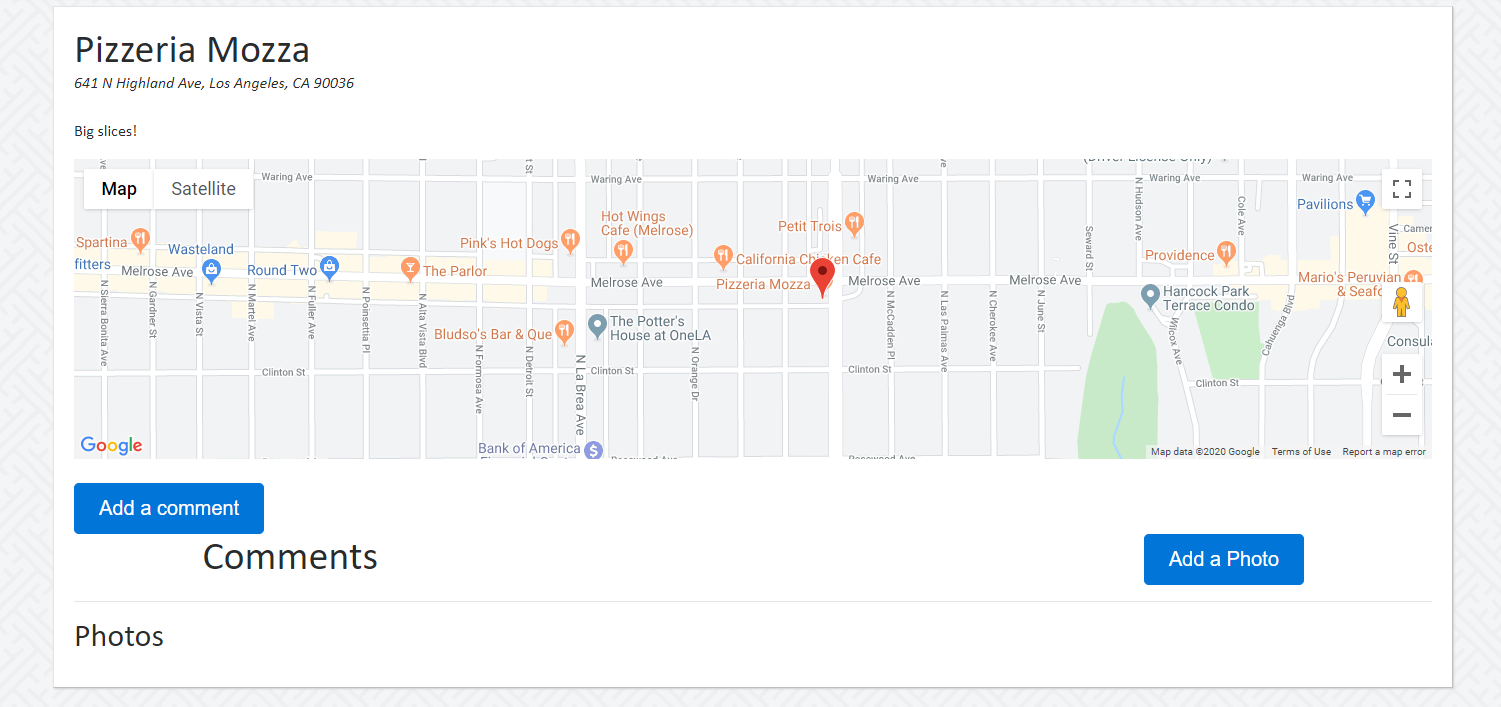 Pizzeria Mozza
641 N Highland Ave, Los Angeles, CA 90036
Big slices!
Map
Satellite
Waring Ave
Waring Ave
Waring Ave
Waring Ave
Waring Ave
Pavilions
Spartina
fitters
Wasteland
Melrose Ave
Round Two
The Parlor
Pink's Hot Dogs
Hot Wings
Cafe (Melrose)
Petit Trois
California Chicken Cafe
Pizzeria Mozza
Melrose Ave
Melrose Ave
Melrose Ave
Providence
Hancock Park
Terrace Condo
Mario's Peruvian
& Seafo
Oste
Camer
Vine St
Cole Ave
N Hudson Ave
Seward St
Bludso's Bar & Que
The Potter's
House at OneLA
N Sierra Bonita Ave
N Gardner St
N Vista St
N Martel Ave
N Fuller Ave
N Poinsettia Pl
N Alta Vista Blvd
N Formosa Ave
N Detroit St
N La Brea Ave
N Orange Dr
N McCadden Pl
N Las Palmas Ave
N Cherokee Ave
N June St
Wilcox Ave
Cahuenga Blvd
Consula
Clinton St
Clinton St
Clinton St
Clinton St
Bank of America
Google
Map data ©2020 Google
Terms of Use
Report a map error
Add a comment
Comments
Add a Photo
Photos